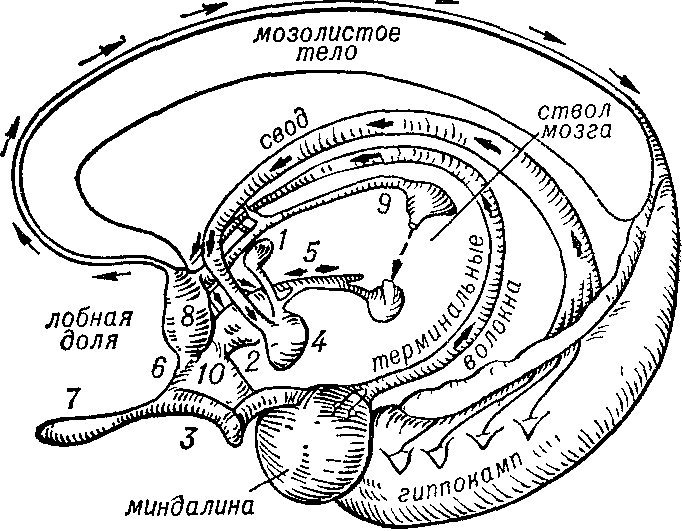 мозолистое
тело
свод
ствол
мозга
9
1
5
терминальные
волокна
8
4
лобная
доля
2
6
10
7
3
гиппокамп
миндалина